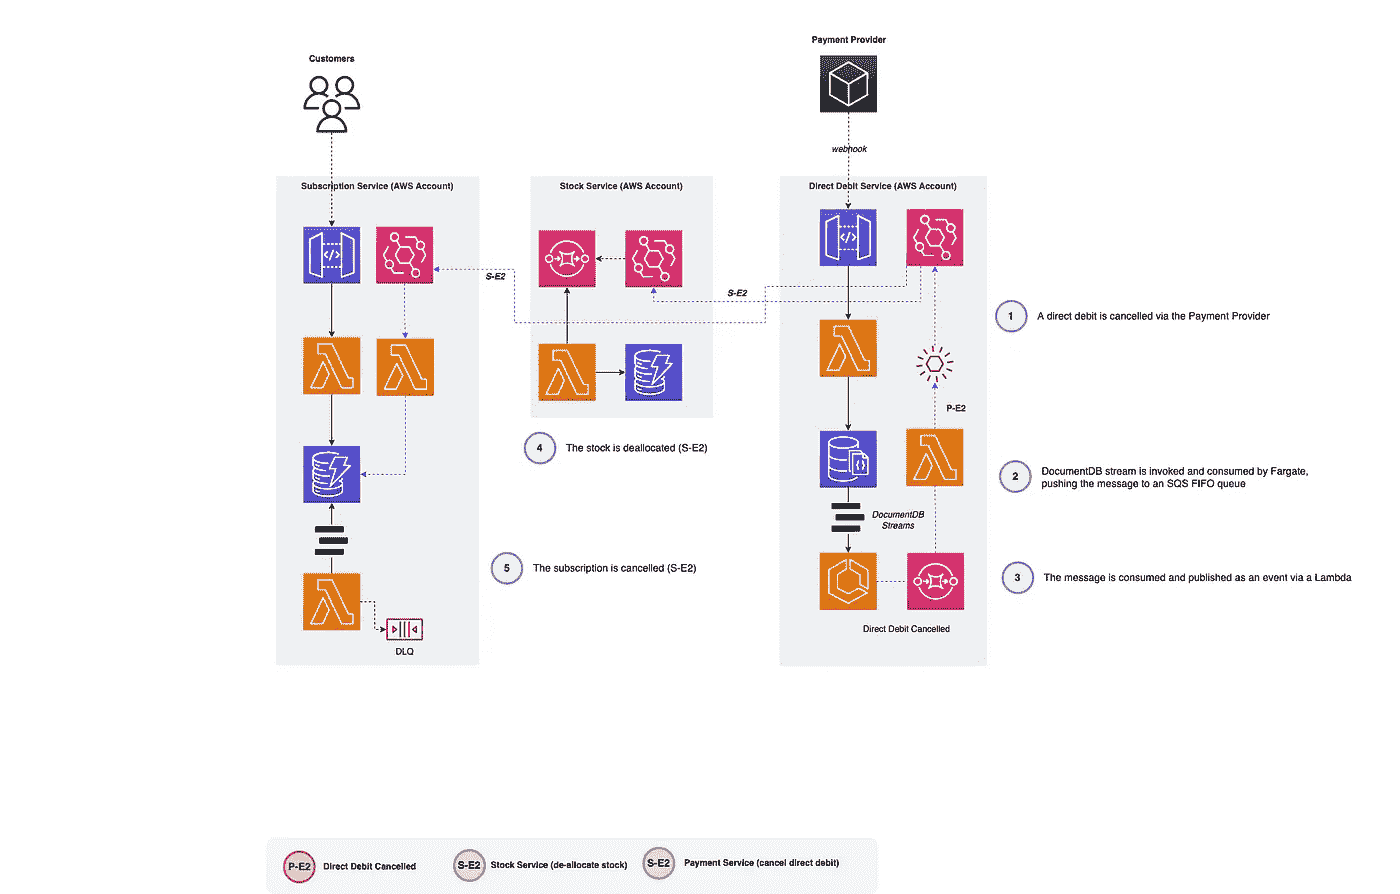 Payment Provider
Customers
webhook
Subscription Service (AWS Account)
Stock Service (AWS Account)
Direct Debit Service (AWS Account)
S-E2
S-E2
1
A direct debit is cancelled via the Payment Provider
P-E2
4
The stock is deallocated (S-E2)
2
DocumentDB stream is invoked and consumed by Fargate,
pushing the message to an SQS FIFO queue
DocumentDB
Streams
5
The subscription is cancelled (S-E2)
3
The message is consumed and published as an event via a Lambda
Direct Debit Cancelled
DLQ
P-E2
Direct Debit Cancelled
S-E2
Stock Service (de-allocate stock)
S-E2
Payment Service (cancel direct debit)